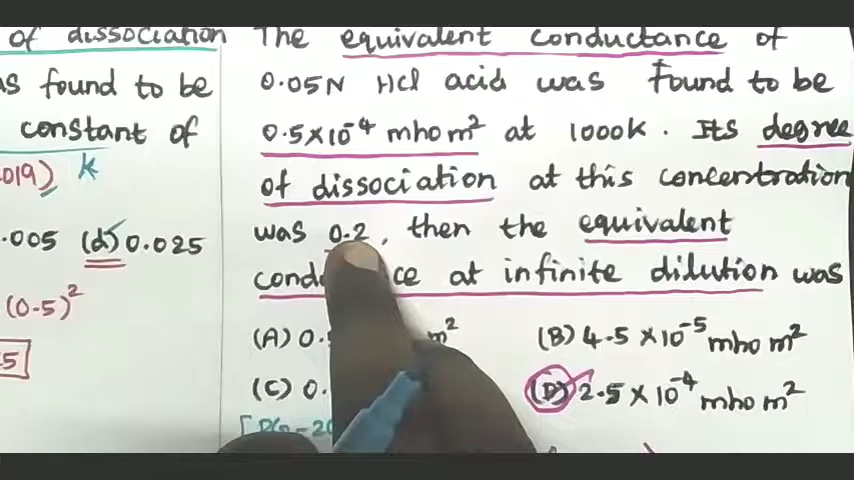 of dissociation
as found to be
constant of
2019) k
.005 (d) 0.025
(0.5)²
5
The equivalent conductance of
0.05N HCl acid was found to be
0.5×10⁻⁴ mho m² at 1000K. Its degree
of dissociation at this concerstration
was 0.2, then the equivalent
ce at infinite dilution was
(A) 0. m² (B) 4.5 ×10⁻⁵ mho m²
(C) 0. (D) 2.5 × 10⁻⁴ mho m²